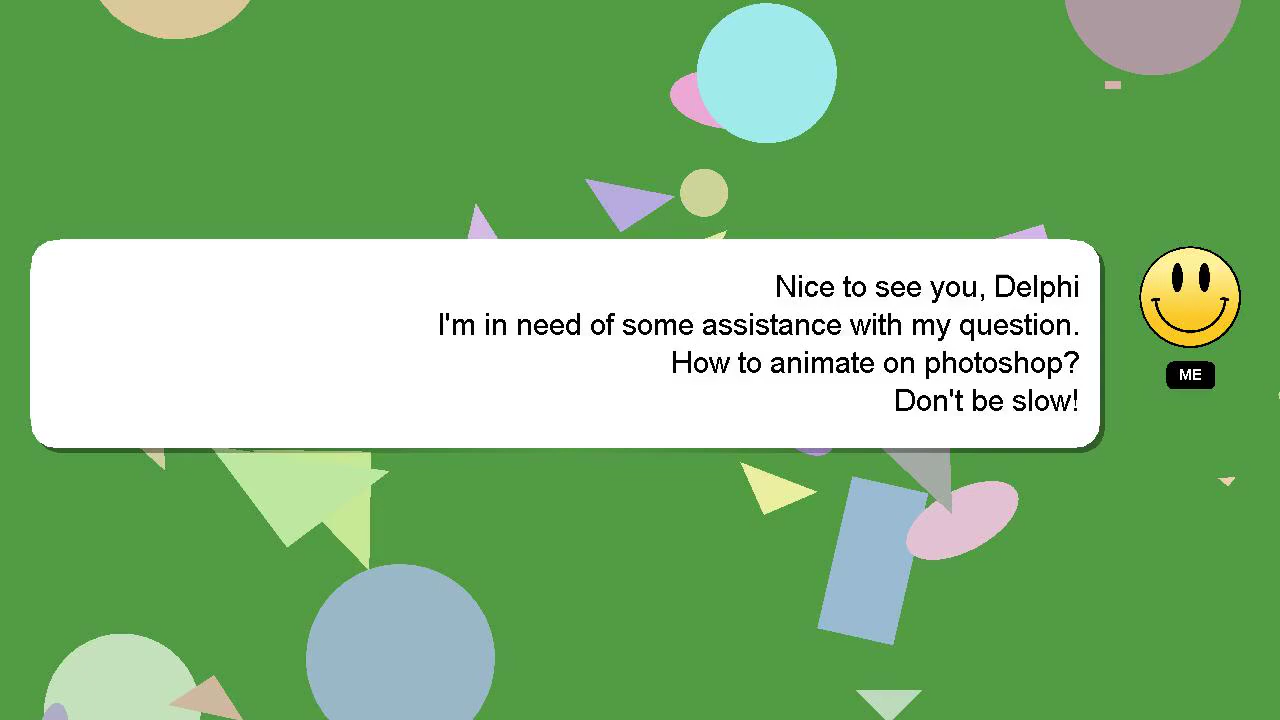 Nice to see you, Delphi
I'm in need of some assistance with my question.
How to animate on photoshop?
Don't be slow!
ME